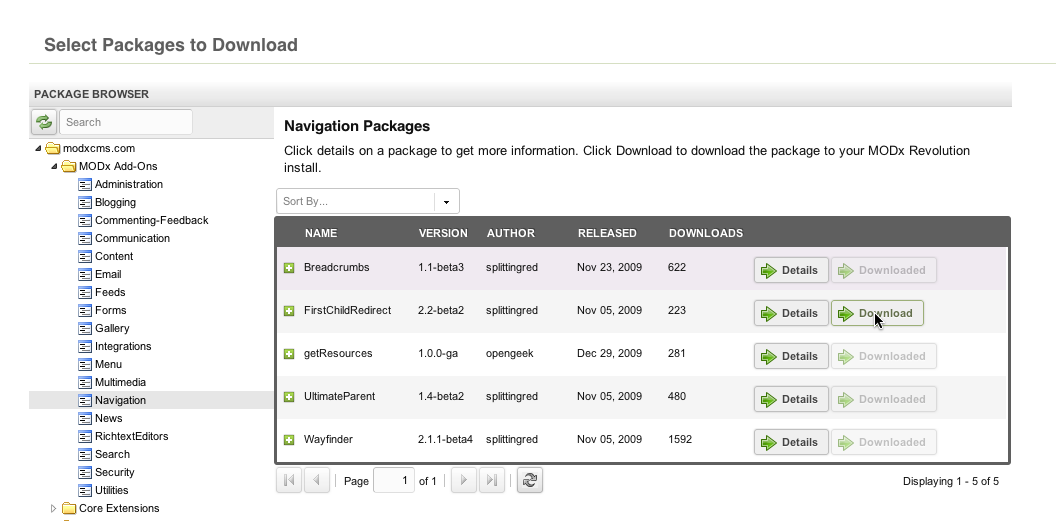 Select Packages to Download
PACKAGE BROWSER
Search
modxcms.com
MODx Add-Ons
Administration
Blogging
Commenting-Feedback
Communication
Content
Email
Feeds
Forms
Gallery
Integrations
Menu
Multimedia
Navigation
News
RichtextEditors
Search
Security
Utilities
Core Extensions
Navigation Packages
Click details on a package to get more information. Click Download to download the package to your MODx Revolution
install.
Sort By...
NAME VERSION AUTHOR RELEASED DOWNLOADS
Breadcrumbs 1.1-beta3 splittingred Nov 23, 2009 622 Details Downloaded
FirstChildRedirect 2.2-beta2 splittingred Nov 05, 2009 223 Details Download
getResources 1.0.0-ga opengeek Dec 29, 2009 281 Details Downloaded
UltimateParent 1.4-beta2 splittingred Nov 05, 2009 480 Details Downloaded
Wayfinder 2.1.1-beta4 splittingred Nov 05, 2009 1592 Details Downloaded
Page 1 of 1 Displaying 1 - 5 of 5